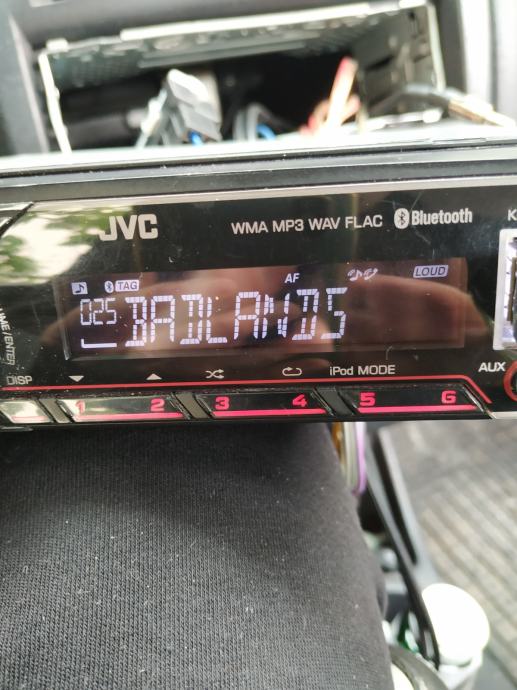 JVC
WMA MP3 WAV FLAC Bluetooth
TAG AF LOUD
025 BADLANDS
DISP iPod MODE AUX
1 2 3 4 5 6